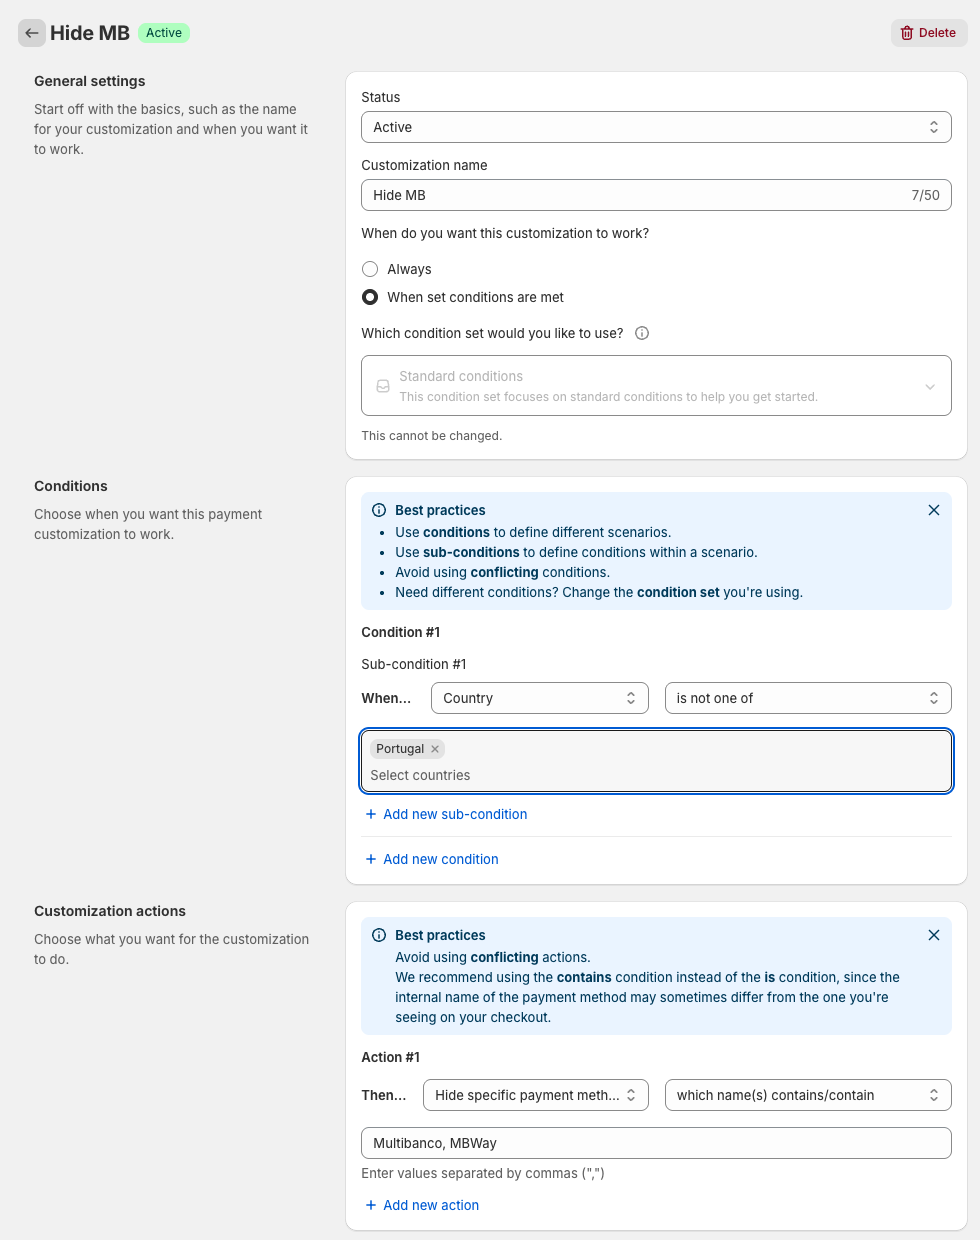 Hide MB
Active
Delete
General settings
Start off with the basics, such as the name
for your customization and when you want it
to work.
Status
Active
Customization name
Hide MB
7/50
When do you want this customization to work?
Always
When set conditions are met
Which condition set would you like to use?
Standard conditions
This condition set focuses on standard conditions to help you get started.
This cannot be changed.
Conditions
Choose when you want this payment
customization to work.
Best practices
• Use conditions to define different scenarios.
• Use sub-conditions to define conditions within a scenario.
• Avoid using conflicting conditions.
• Need different conditions? Change the condition set you're using.
Condition #1
Sub-condition #1
When...
Country
is not one of
Portugal
Select countries
+ Add new sub-condition
+ Add new condition
Customization actions
Choose what you want for the customization
to do.
Best practices
Avoid using conflicting actions.
We recommend using the contains condition instead of the is condition, since the
internal name of the payment method may sometimes differ from the one you're
seeing on your checkout.
Action #1
Then...
Hide specific payment meth...
which name(s) contains/contain
Multibanco, MBWay
Enter values separated by commas (",")
+ Add new action